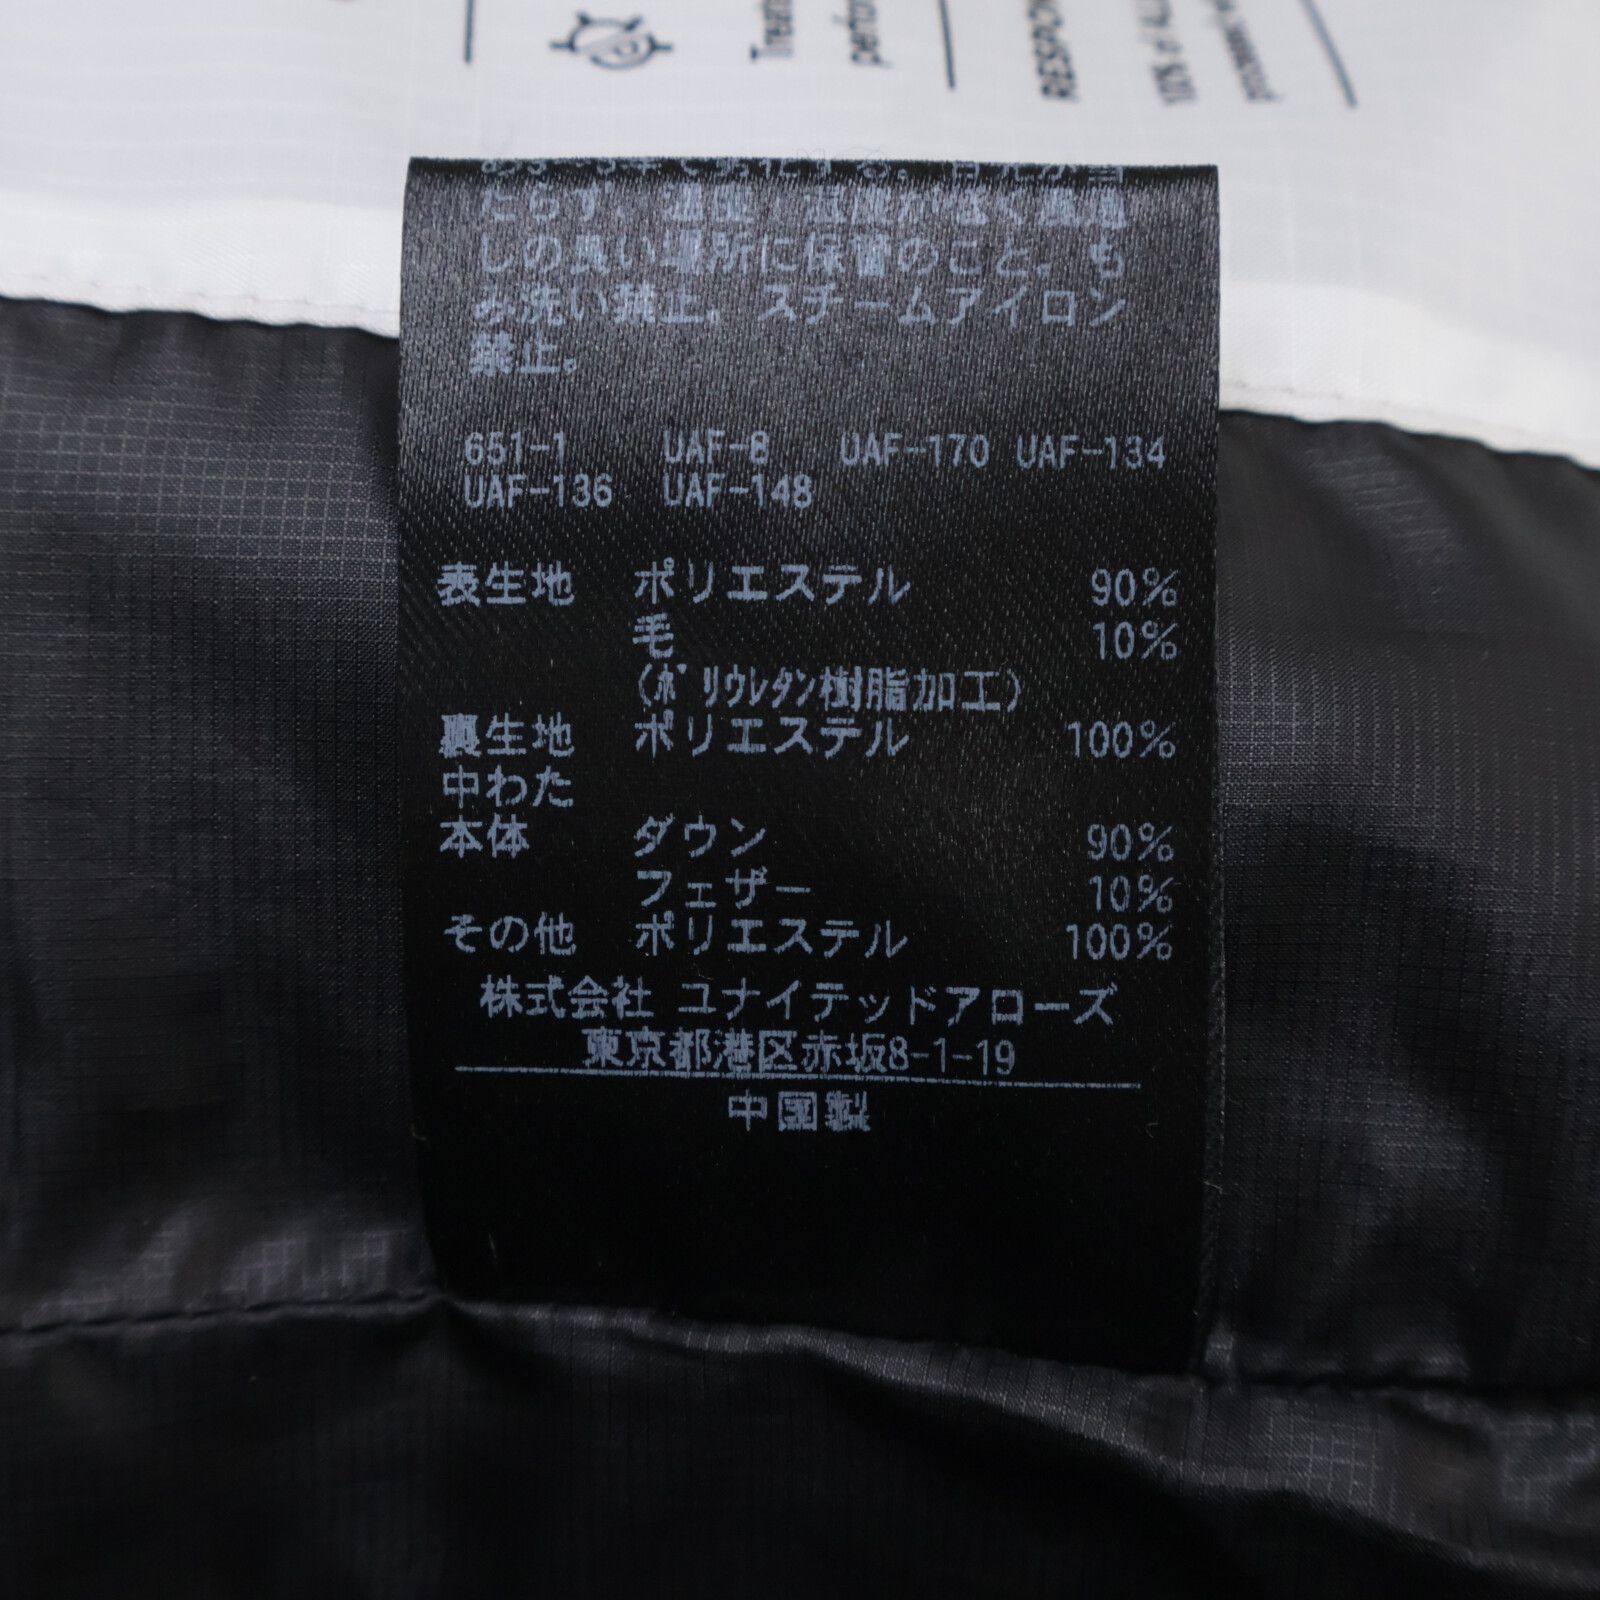 perfo
RESPO
たらず、湿度・温度が低く風通
しの良い場所に保管のこと。も
み洗い禁止。スチームアイロン
禁止。
651-1 UAF-8 UAF-170 UAF-134
UAF-136 UAF-148
表生地 ポリエステル 90%
毛 10%
(ポリウレタン樹脂加工)
裏生地 ポリエステル 100%
中わた
本体 ダウン 90%
フェザー 10%
その他 ポリエステル 100%
株式会社 ユナイテッドアローズ
東京都港区赤坂8-1-19
中国製